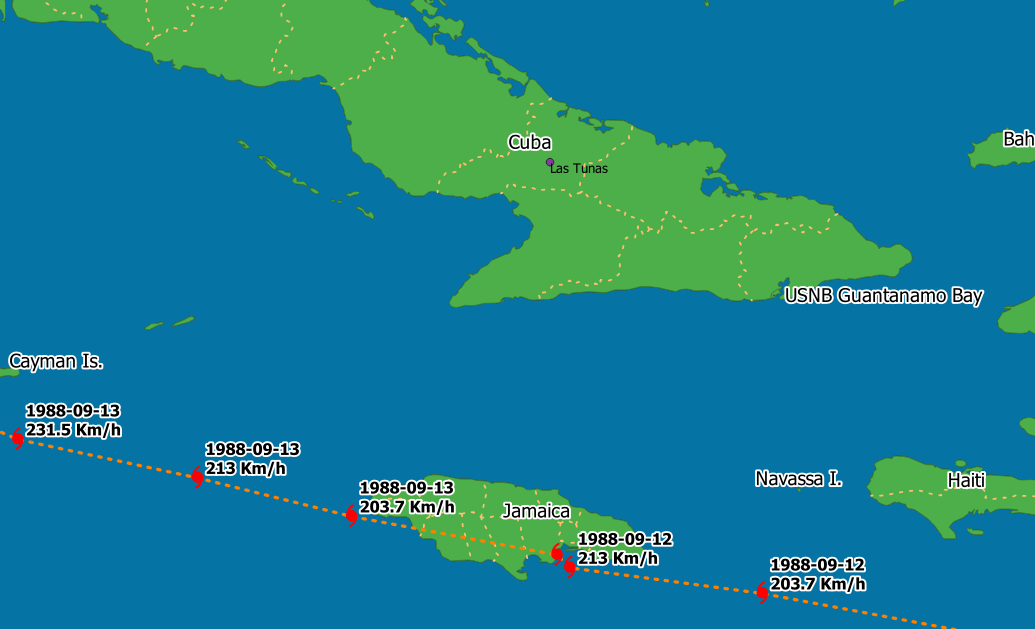 Bah
Cuba
Las Tunas
USNB Guantanamo Bay
Cayman Is.
1988-09-13
231.5 Km/h
1988-09-13
213 Km/h
Navassa I.
Haiti
1988-09-13
203.7 Km/h
Jamaica
1988-09-12
213 Km/h
1988-09-12
203.7 Km/h